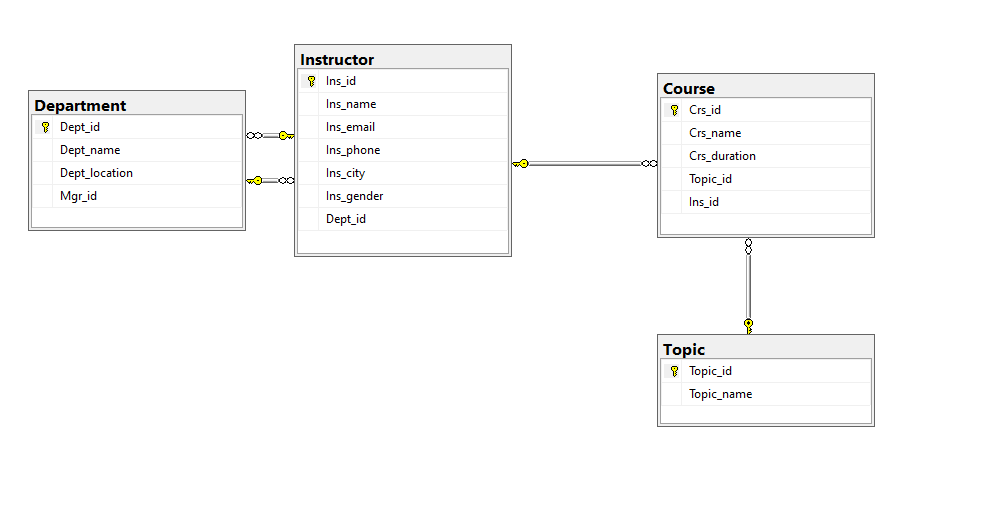 Department
Dept_id
Dept_name
Dept_location
Mgr_id
Instructor
Ins_id
Ins_name
Ins_email
Ins_phone
Ins_city
Ins_gender
Dept_id
Course
Crs_id
Crs_name
Crs_duration
Topic_id
Ins_id
Topic
Topic_id
Topic_name